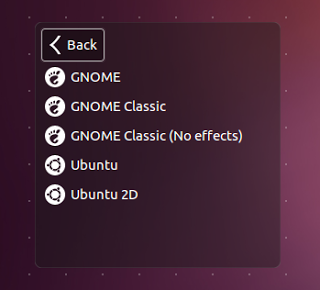 Back
GNOME
GNOME Classic
GNOME Classic (No effects)
Ubuntu
Ubuntu 2D